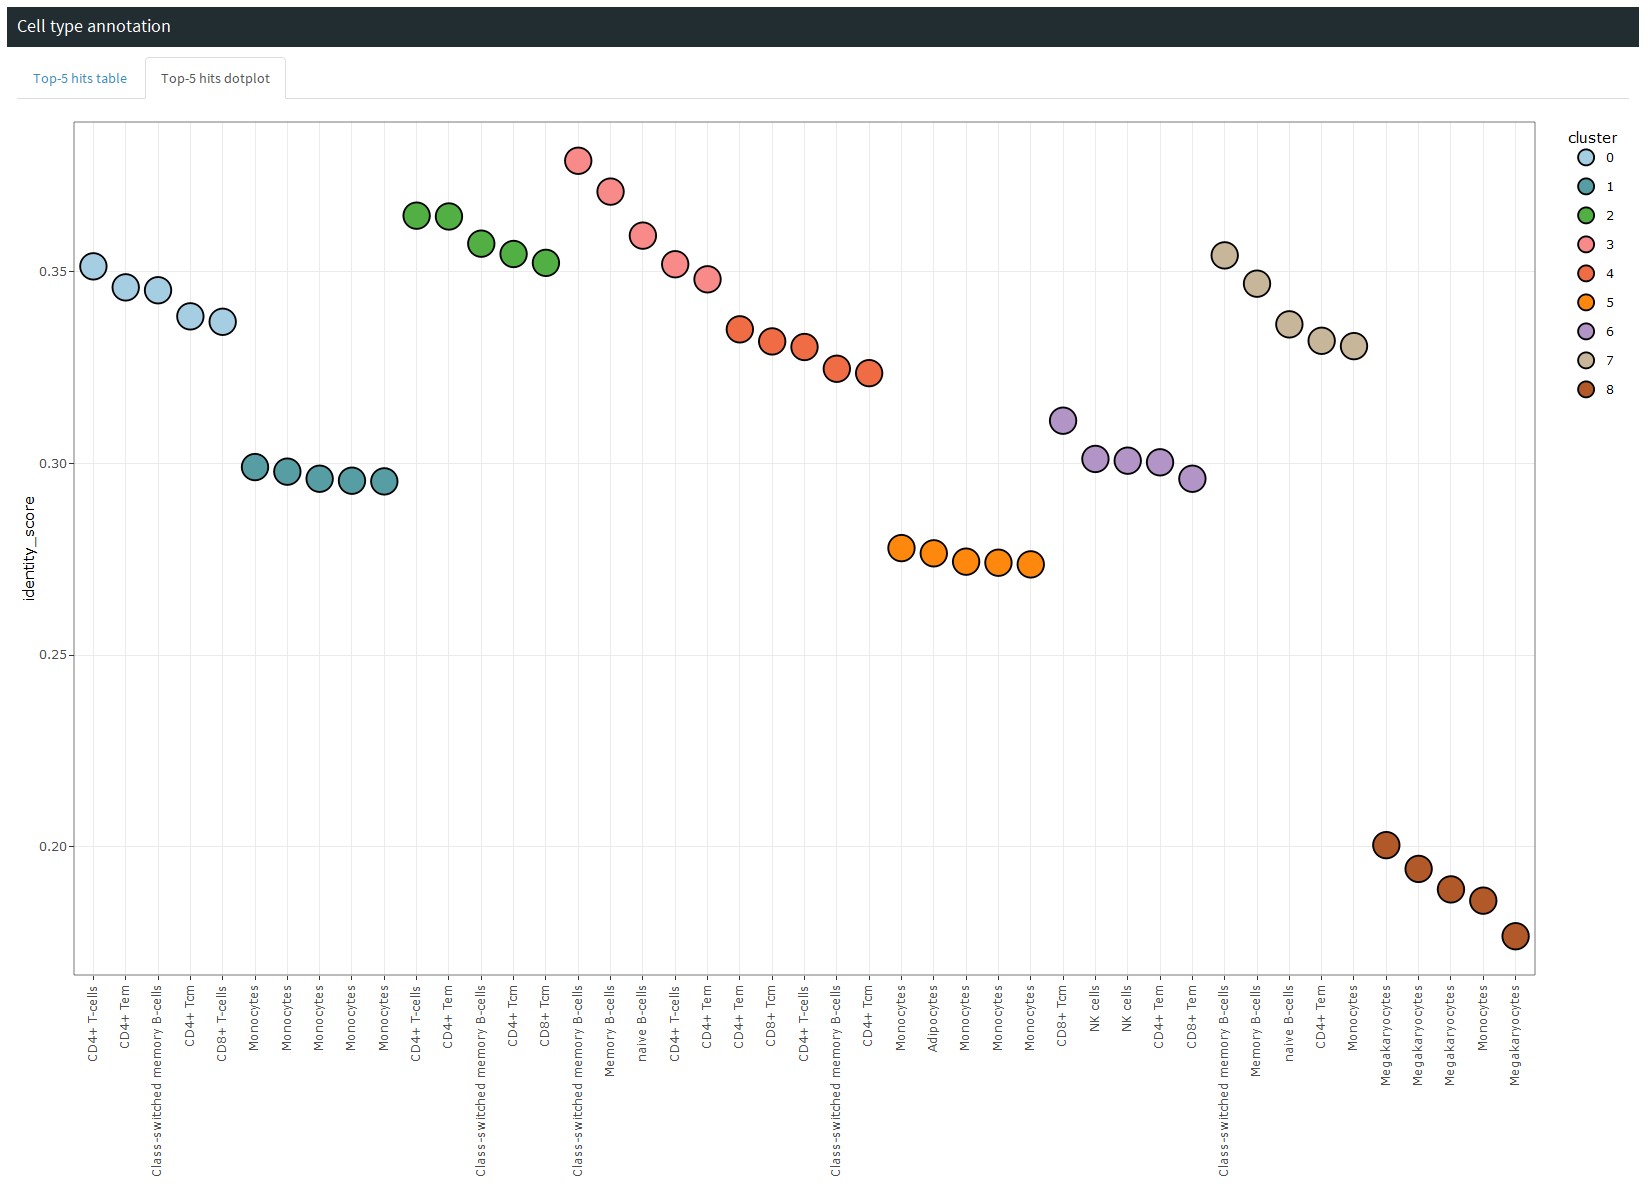 Cell type annotation
Top-5 hits table
Top-5 hits dotplot
cluster
0
1
2
3
4
5
6
7
8
identity_score
0.35
0.30
0.25
0.20
CD4+ T-cells
CD4+ Tem
Class-switched memory B-cells
CD4+ Tcm
CD8+ T-cells
Monocytes
Monocytes
Monocytes
Monocytes
Monocytes
CD4+ T-cells
CD4+ Tem
Class-switched memory B-cells
CD4+ Tcm
CD8+ Tcm
Class-switched memory B-cells
Memory B-cells
naive B-cells
CD4+ T-cells
CD4+ Tem
CD4+ Tem
CD8+ Tcm
CD4+ T-cells
Class-switched memory B-cells
CD4+ Tcm
Monocytes
Adipocytes
Monocytes
Monocytes
Monocytes
CD8+ Tcm
NK cells
NK cells
CD4+ Tem
CD8+ Tem
Class-switched memory B-cells
Memory B-cells
naive B-cells
CD4+ Tem
Monocytes
Megakaryocytes
Megakaryocytes
Megakaryocytes
Monocytes
Megakaryocytes